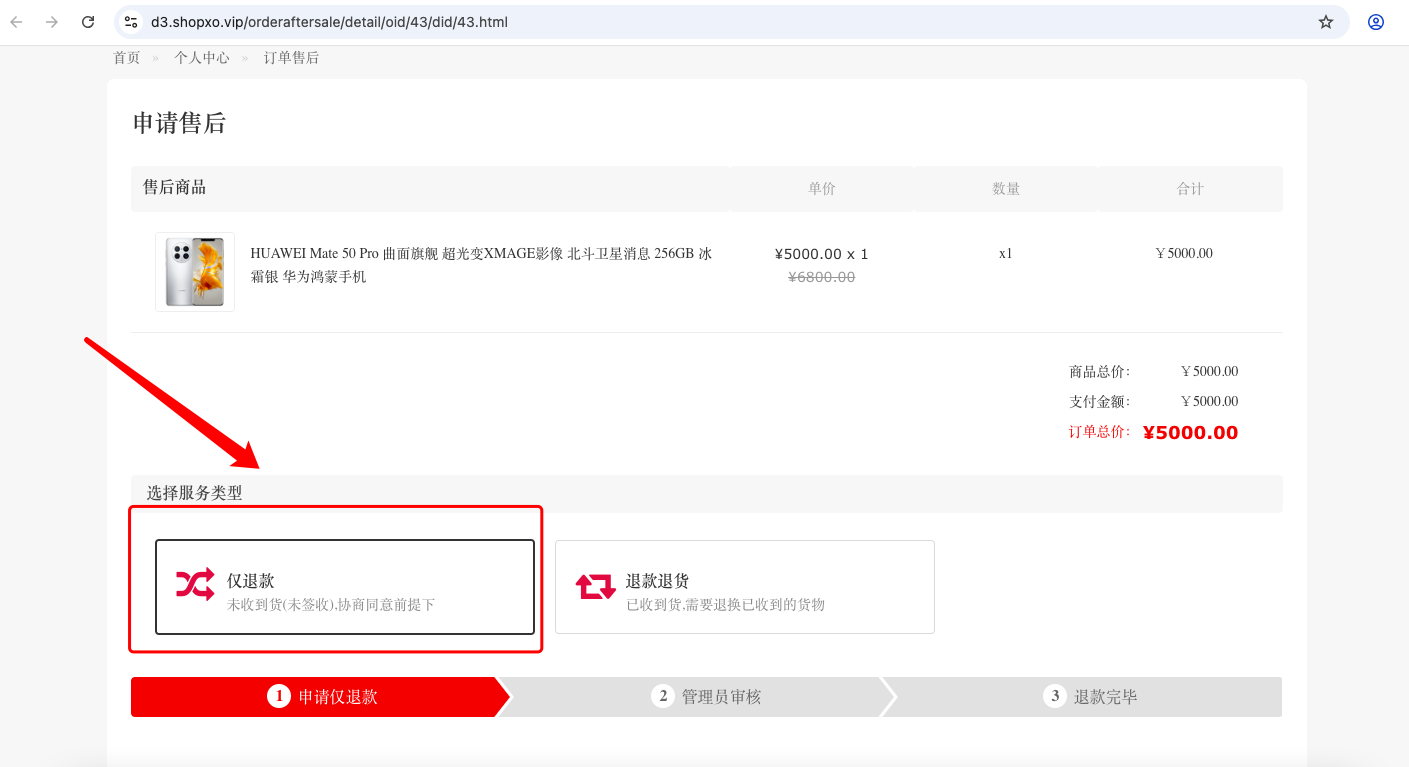 d3.shopxo.vip/orderaftersale/detail/oid/43/did/43.html
首页 » 个人中心 » 订单售后
申请售后
售后商品 单价 数量 合计
HUAWEI Mate 50 Pro 曲面旗舰 超光变XMAGE影像 北斗卫星消息 256GB 冰 ¥5000.00 x 1 x1 ￥5000.00
霜银 华为鸿蒙手机 ¥6800.00
商品总价： ￥5000.00
支付金额： ￥5000.00
订单总价： ¥5000.00
选择服务类型
仅退款 退款退货
未收到货(未签收),协商同意前提下 已收到货,需要退换已收到的货物
1 申请仅退款 2 管理员审核 3 退款完毕